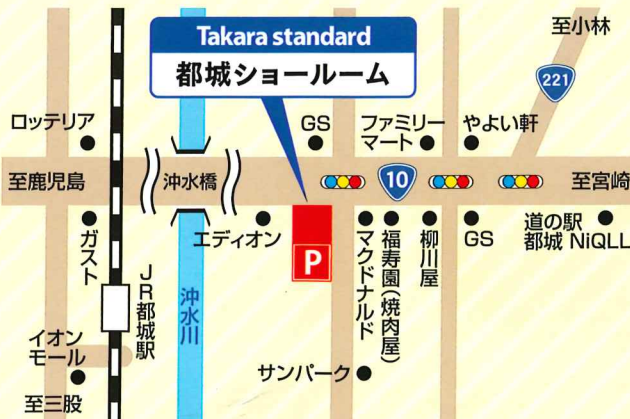 Takara standard
都城ショールーム
至小林
221
ロッテリア
GS
ファミリー
マート
やよい軒
至鹿児島
沖水橋
10
至宮崎
ガスト
エディオン
P
マクドナルド
福寿園(焼肉屋)
柳川屋
GS
道の駅
都城 NiQLL
JR都城駅
沖水川
イオン
モール
サンパーク
至三股